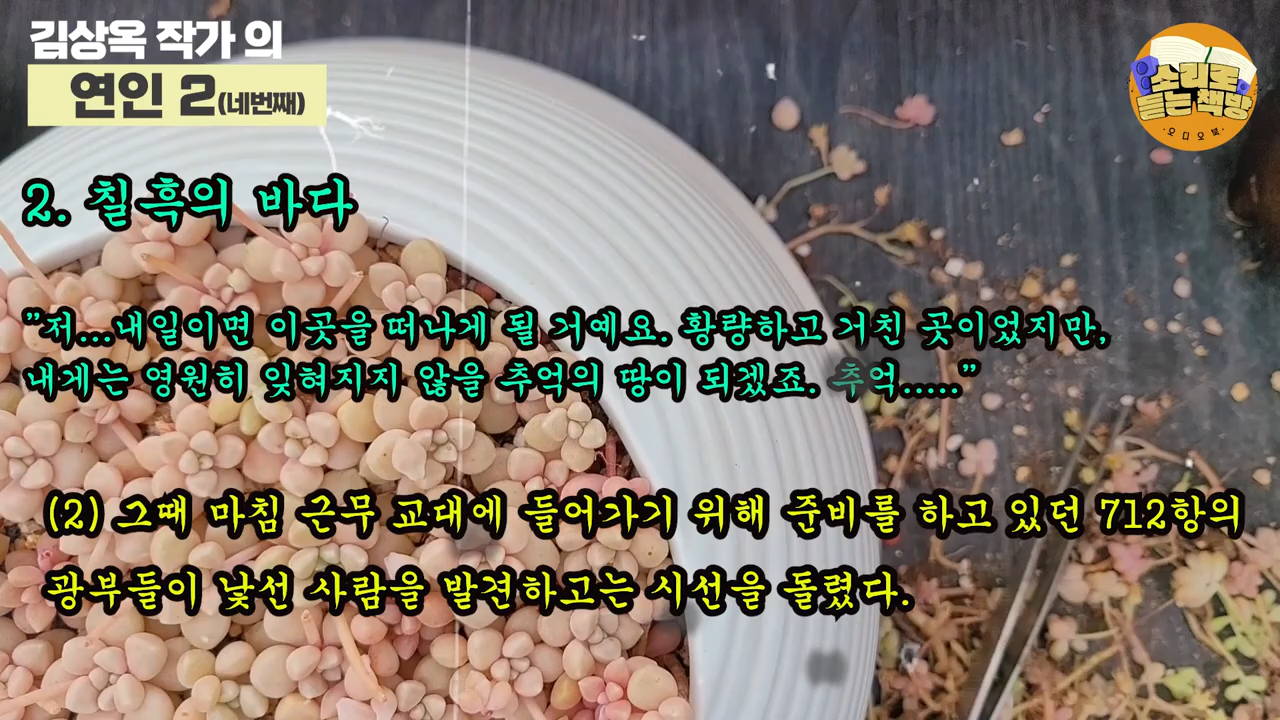 김상옥 작가 의
연인 2(네번째)
소리로
듣는 책방
·오디오북·
2. 칠흑의 바다
"저...내일이면 이곳을 떠나게 될 거예요. 황량하고 거친 곳이었지만,
내게는 영원히 잊혀지지 않을 추억의 땅이 되겠죠. 추억....."
(2) 그때 마침 근무 교대에 들어가기 위해 준비를 하고 있던 712항의
광부들이 낯선 사람을 발견하고는 시선을 돌렸다.